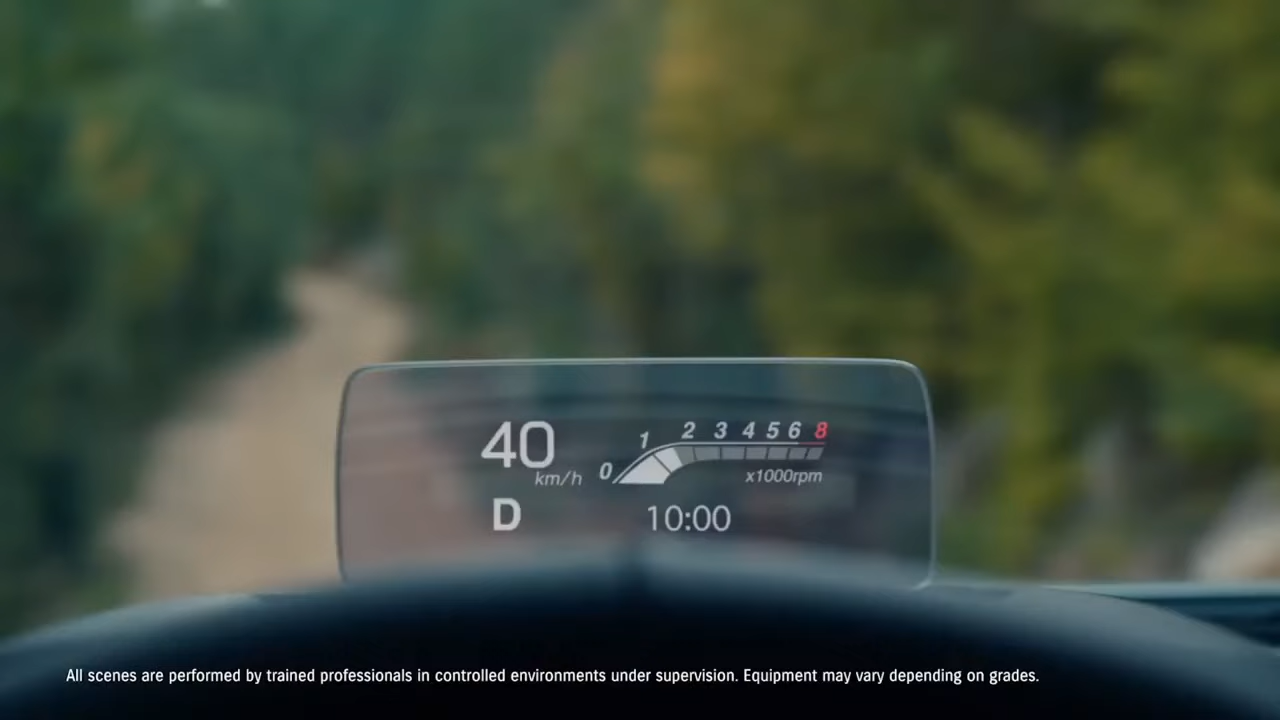 40 km/h
0 1 2 3 4 5 6 8
x1000rpm
D 10:00
All scenes are performed by trained professionals in controlled environments under supervision. Equipment may vary depending on grades.